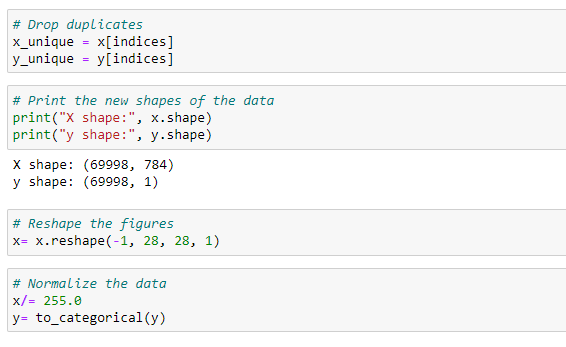 # Drop duplicates
x_unique = x[indices]
y_unique = y[indices]
# Print the new shapes of the data
print("X shape:", x.shape)
print("y shape:", y.shape)
X shape: (69998, 784)
y shape: (69998, 1)
# Reshape the figures
x= x.reshape(-1, 28, 28, 1)
# Normalize the data
x/= 255.0
y= to_categorical(y)